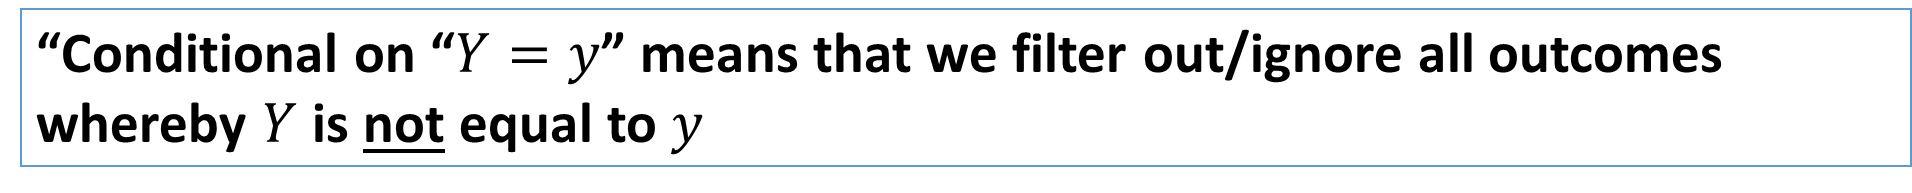 “Conditional on “𝑌 = 𝑦” means that we filter out/ignore all outcomes
whereby 𝑌 is not equal to 𝑦